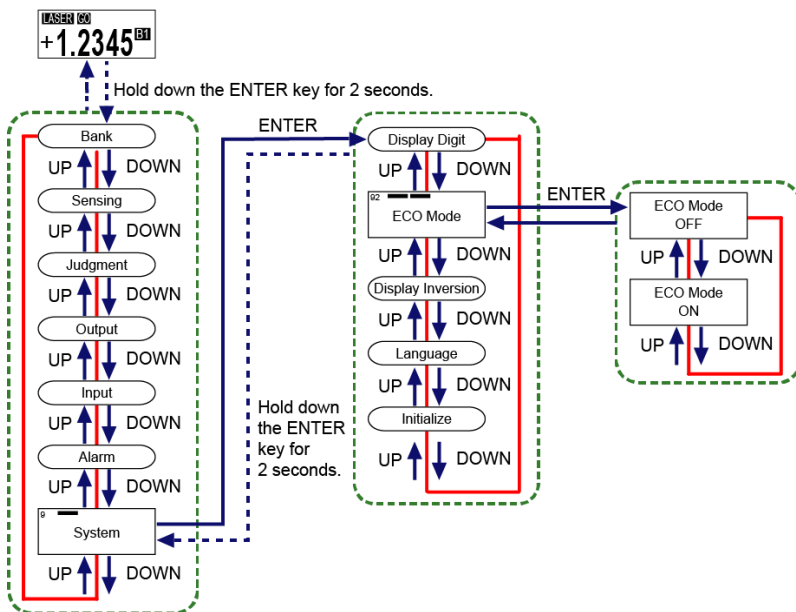 LASER GO
+1.2345 B1
Hold down the ENTER key for 2 seconds.
Bank
UP DOWN
Sensing
UP DOWN
Judgment
UP DOWN
Output
UP DOWN
Input
UP DOWN
Alarm
UP DOWN
9
System
UP DOWN
ENTER
Hold down
the ENTER
key for
2 seconds.
Display Digit
UP DOWN
92
ECO Mode
UP DOWN
Display Inversion
UP DOWN
Language
UP DOWN
Initialize
UP DOWN
ENTER
ECO Mode
OFF
UP DOWN
ECO Mode
ON
UP DOWN